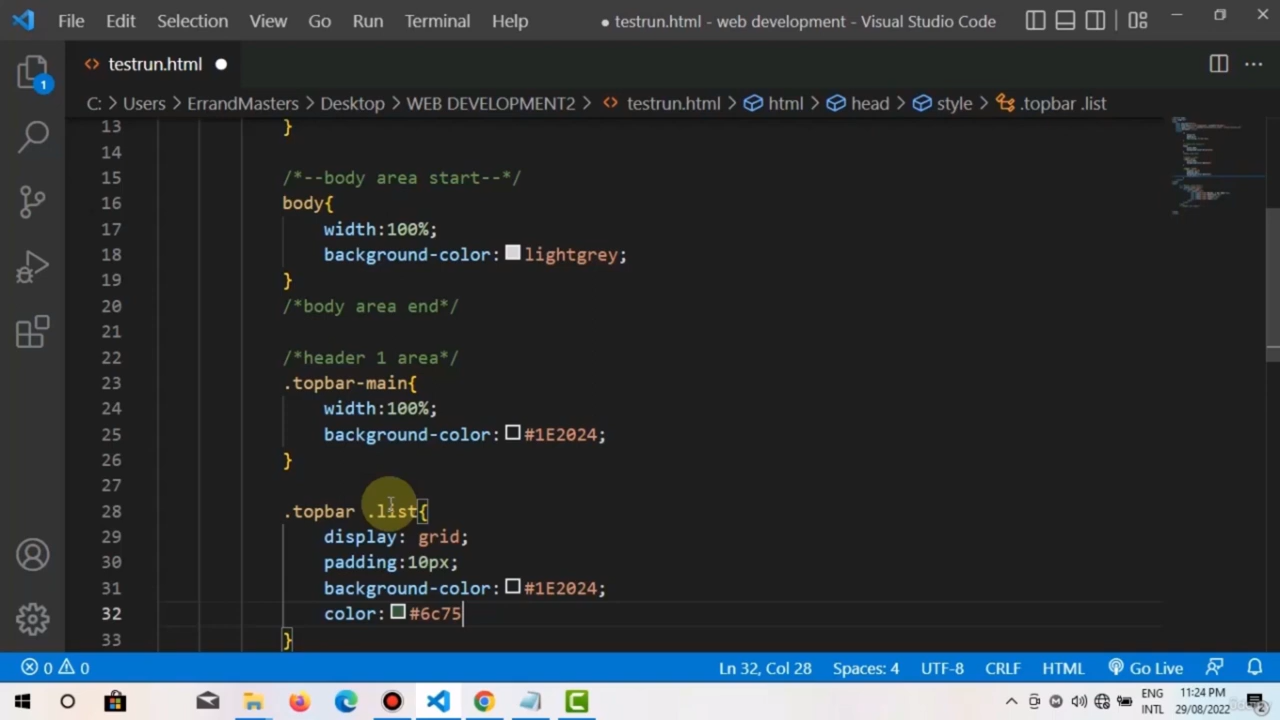 File Edit Selection View Go Run Terminal Help ● testrun.html - web development - Visual Studio Code
testrun.html
C: > Users > ErrandMasters > Desktop > WEB DEVELOPMENT2 > testrun.html > html > head > style > .topbar .list
1
13 }
14
15 /*--body area start--*/
16 body{
17 width:100%;
18 background-color: lightgrey;
19 }
20 /*body area end*/
21
22 /*header 1 area*/
23 .topbar-main{
24 width:100%;
25 background-color: #1E2024;
26 }
27
28 .topbar .list{
29 display: grid;
30 padding:10px;
31 background-color: #1E2024;
32 color: #6c75
33 }
0 0 Ln 32, Col 28 Spaces: 4 UTF-8 CRLF HTML Go Live
ENG 11:24 PM
INTL 29/08/2022 2